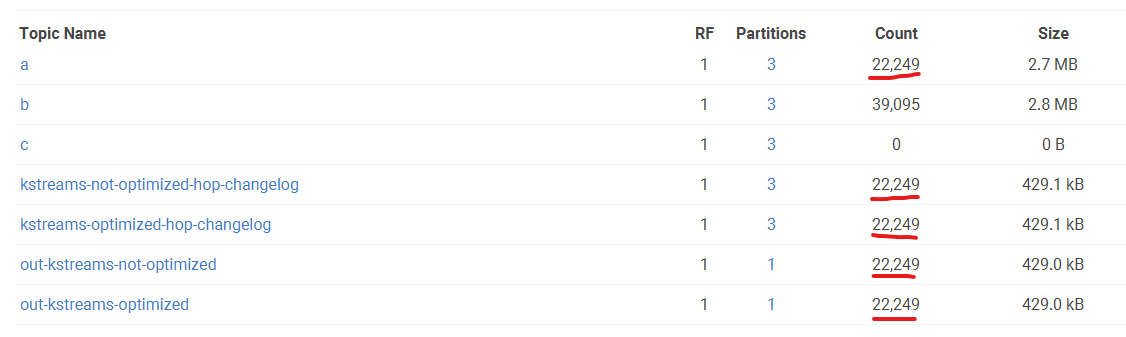 Topic Name RF Partitions Count Size
a 1 3 22,249 2.7 MB
b 1 3 39,095 2.8 MB
c 1 3 0 0 B
kstreams-not-optimized-hop-changelog 1 3 22,249 429.1 kB
kstreams-optimized-hop-changelog 1 3 22,249 429.1 kB
out-kstreams-not-optimized 1 1 22,249 429.0 kB
out-kstreams-optimized 1 1 22,249 429.0 kB